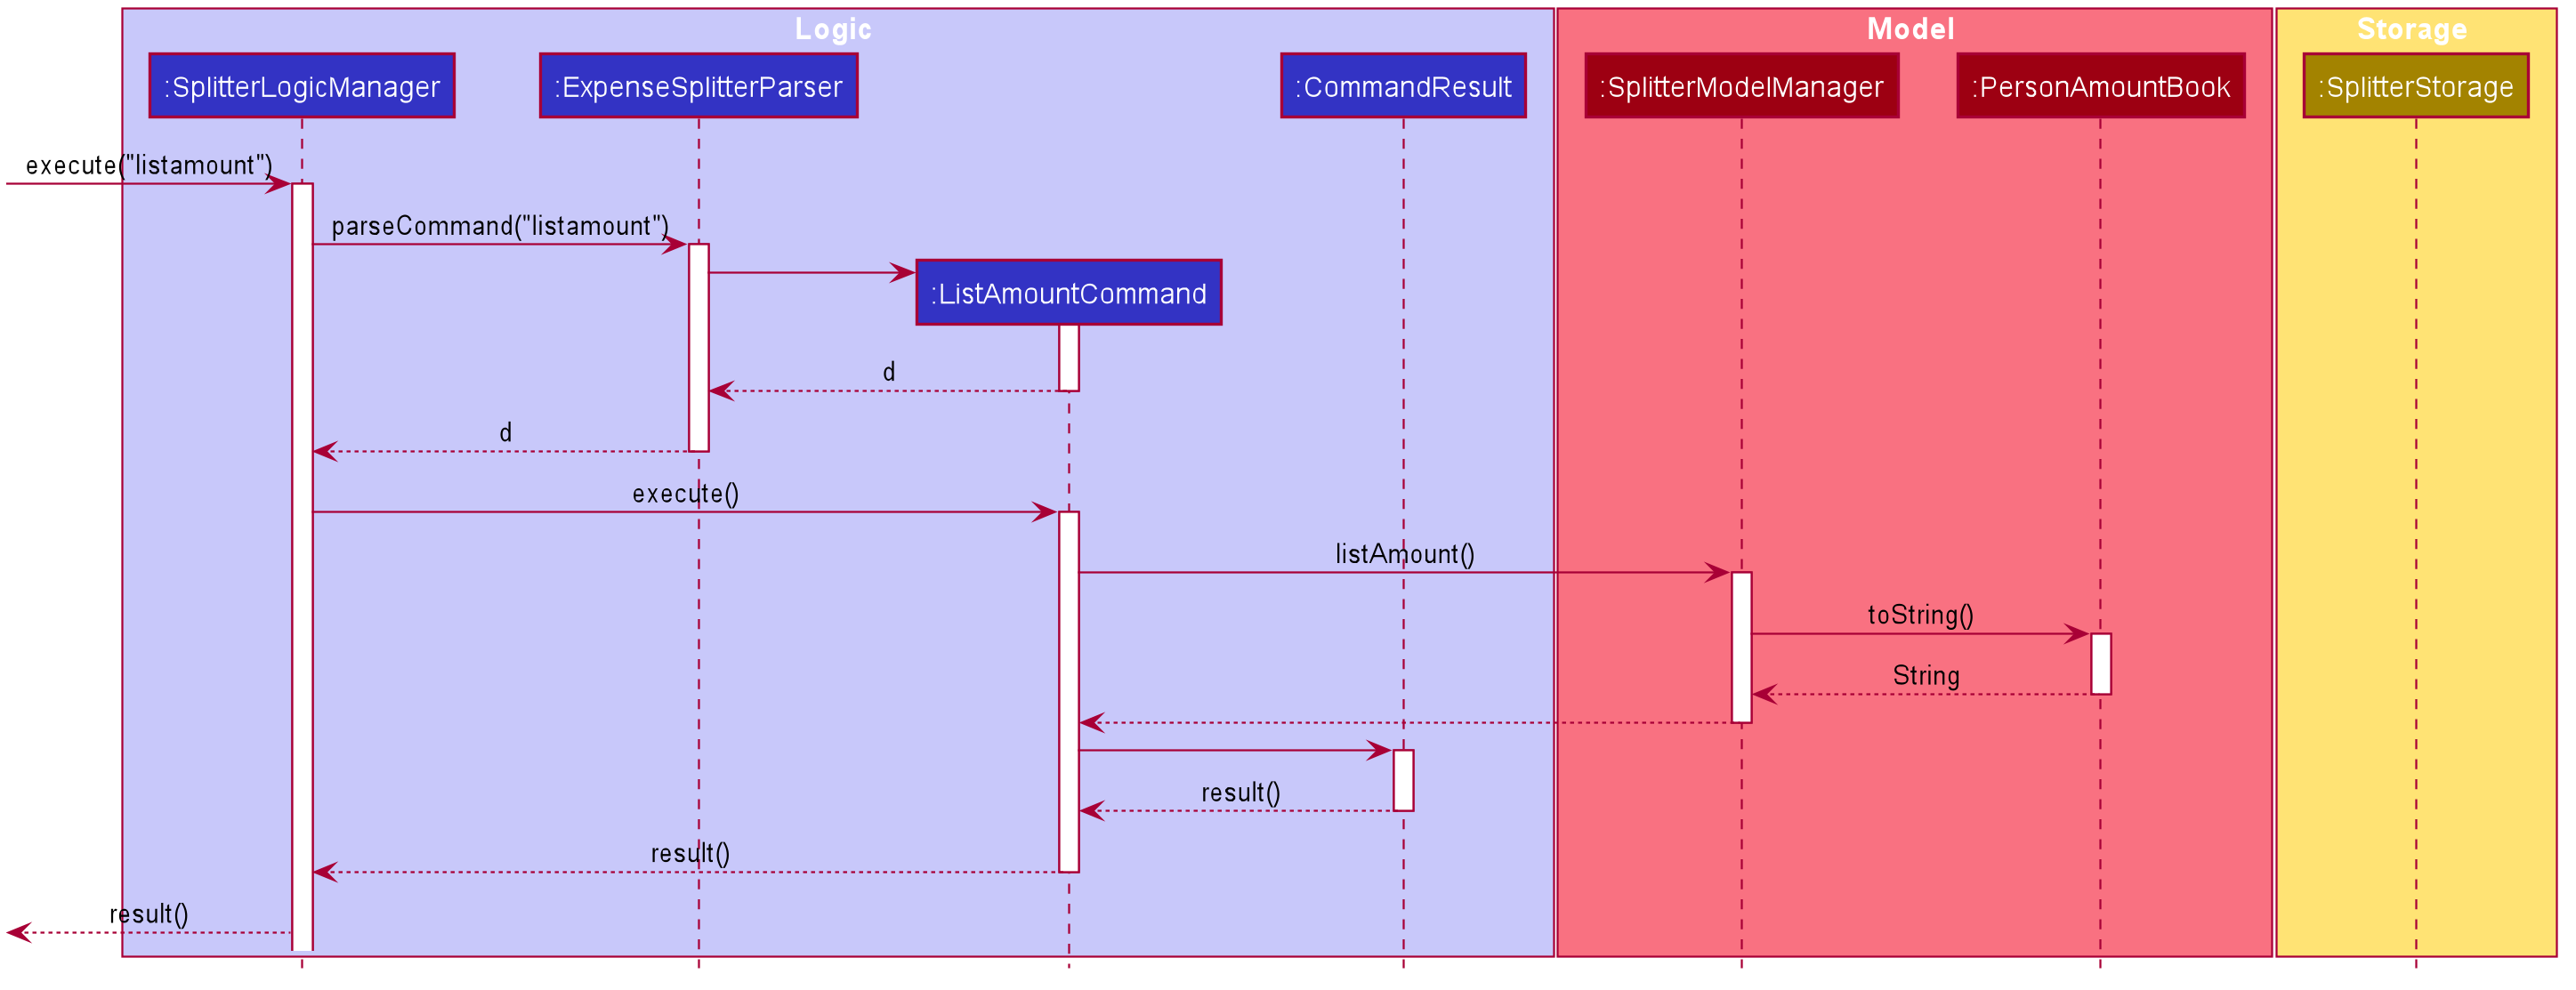 Logic
Model
Storage
:SplitterLogicManager
:ExpenseSplitterParser
:CommandResult
:SplitterModelManager
:PersonAmountBook
:SplitterStorage
execute("listamount")
parseCommand("listamount")
:ListAmountCommand
d
d
execute()
listAmount()
toString()
String
result()
result()
result()